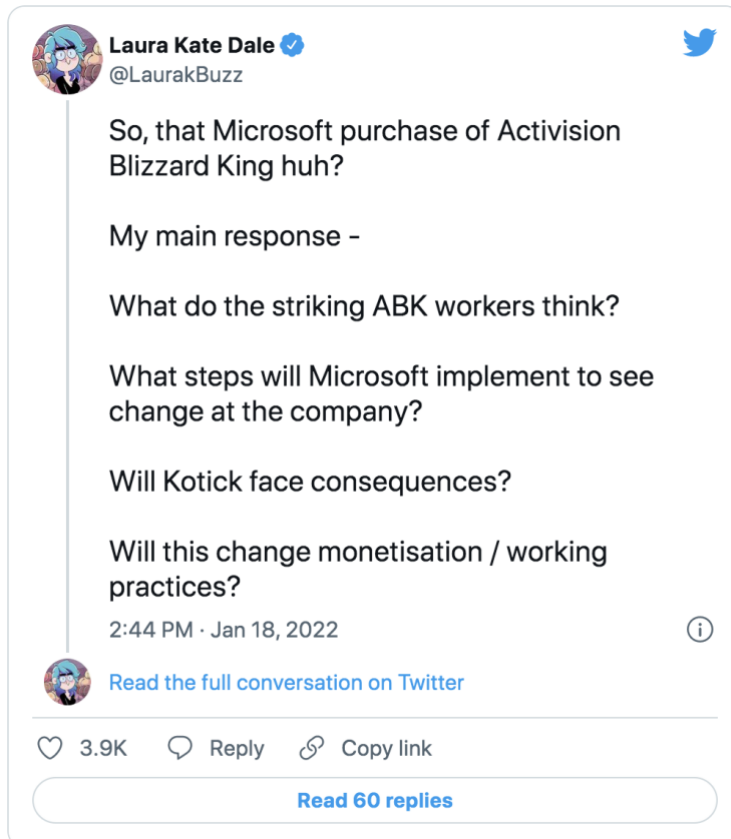 Laura Kate Dale
@LaurakBuzz
So, that Microsoft purchase of Activision
Blizzard King huh?
My main response -
What do the striking ABK workers think?
What steps will Microsoft implement to see
change at the company?
Will Kotick face consequences?
Will this change monetisation / working
practices?
2:44 PM · Jan 18, 2022
Read the full conversation on Twitter
3.9K Reply Copy link
Read 60 replies